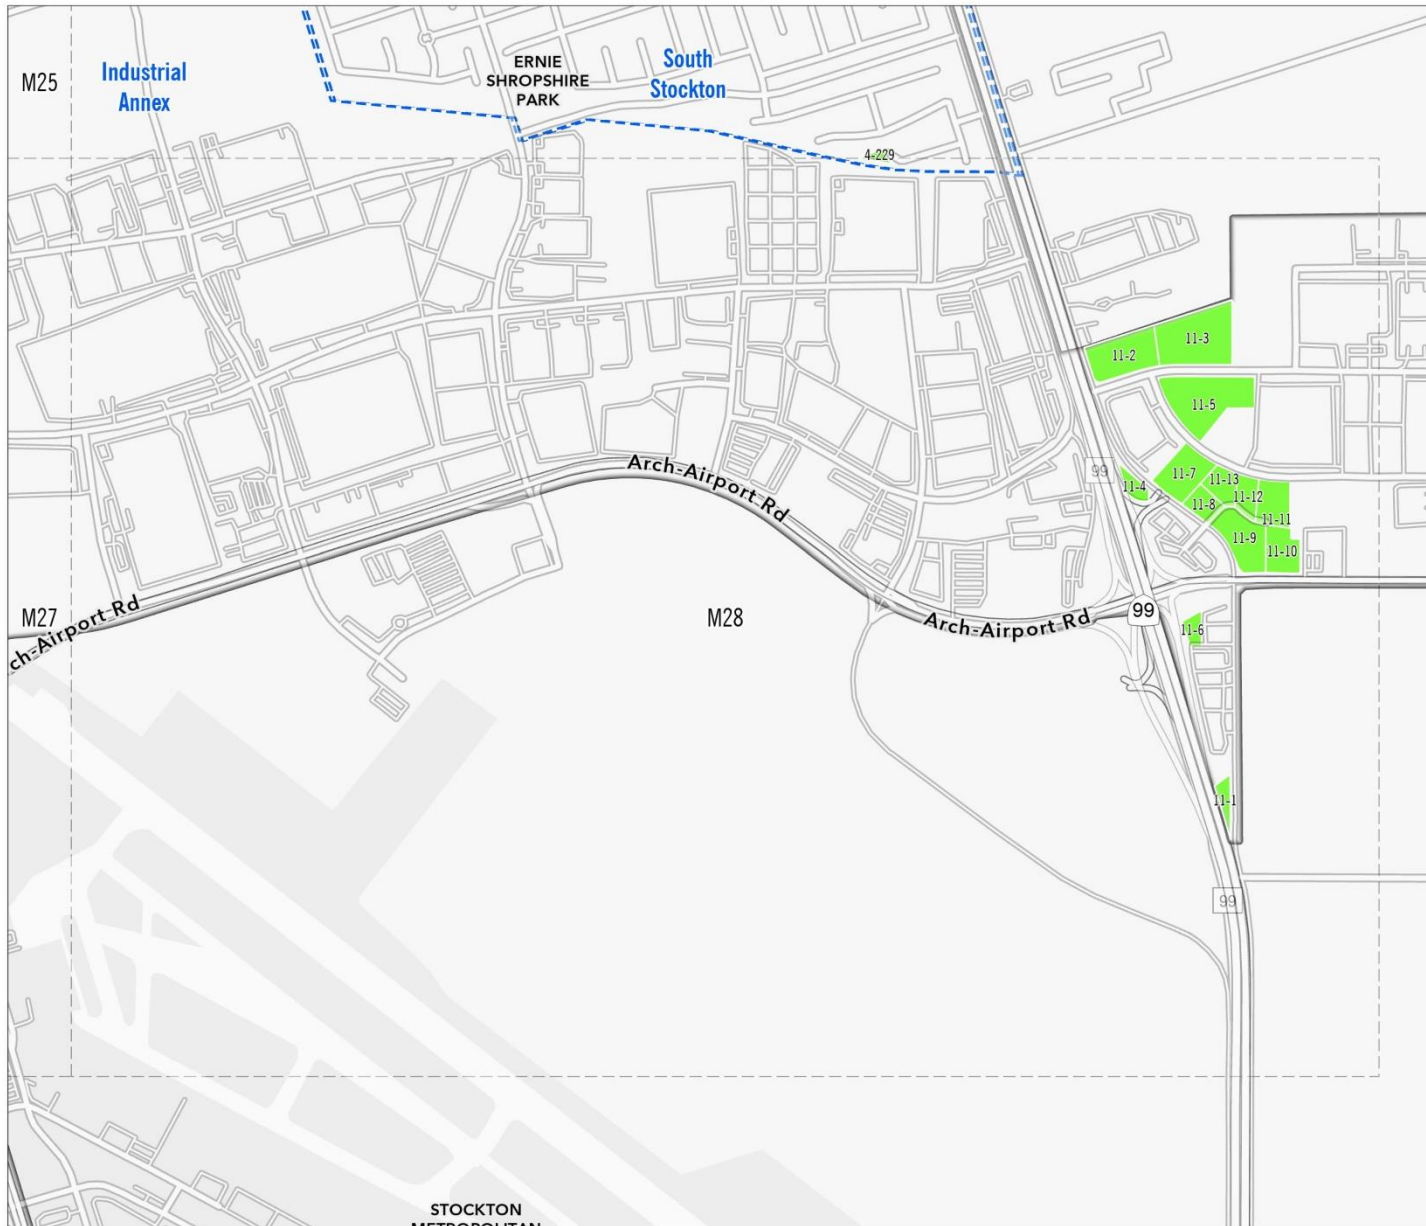 ERNIE
SHROPSHIRE
PARK
South
Stockton
Industrial
Annex
M25
4-229
11-3
11-2
11-5
Arch-Airport Rd
99
11-7
11-13
11-4
11-12
11-8
11-11
11-9
11-10
M27
ch-Airport Rd
M28
Arch-Airport Rd
99
11-6
11-1
99
STOCKTON
METROPOLITAN